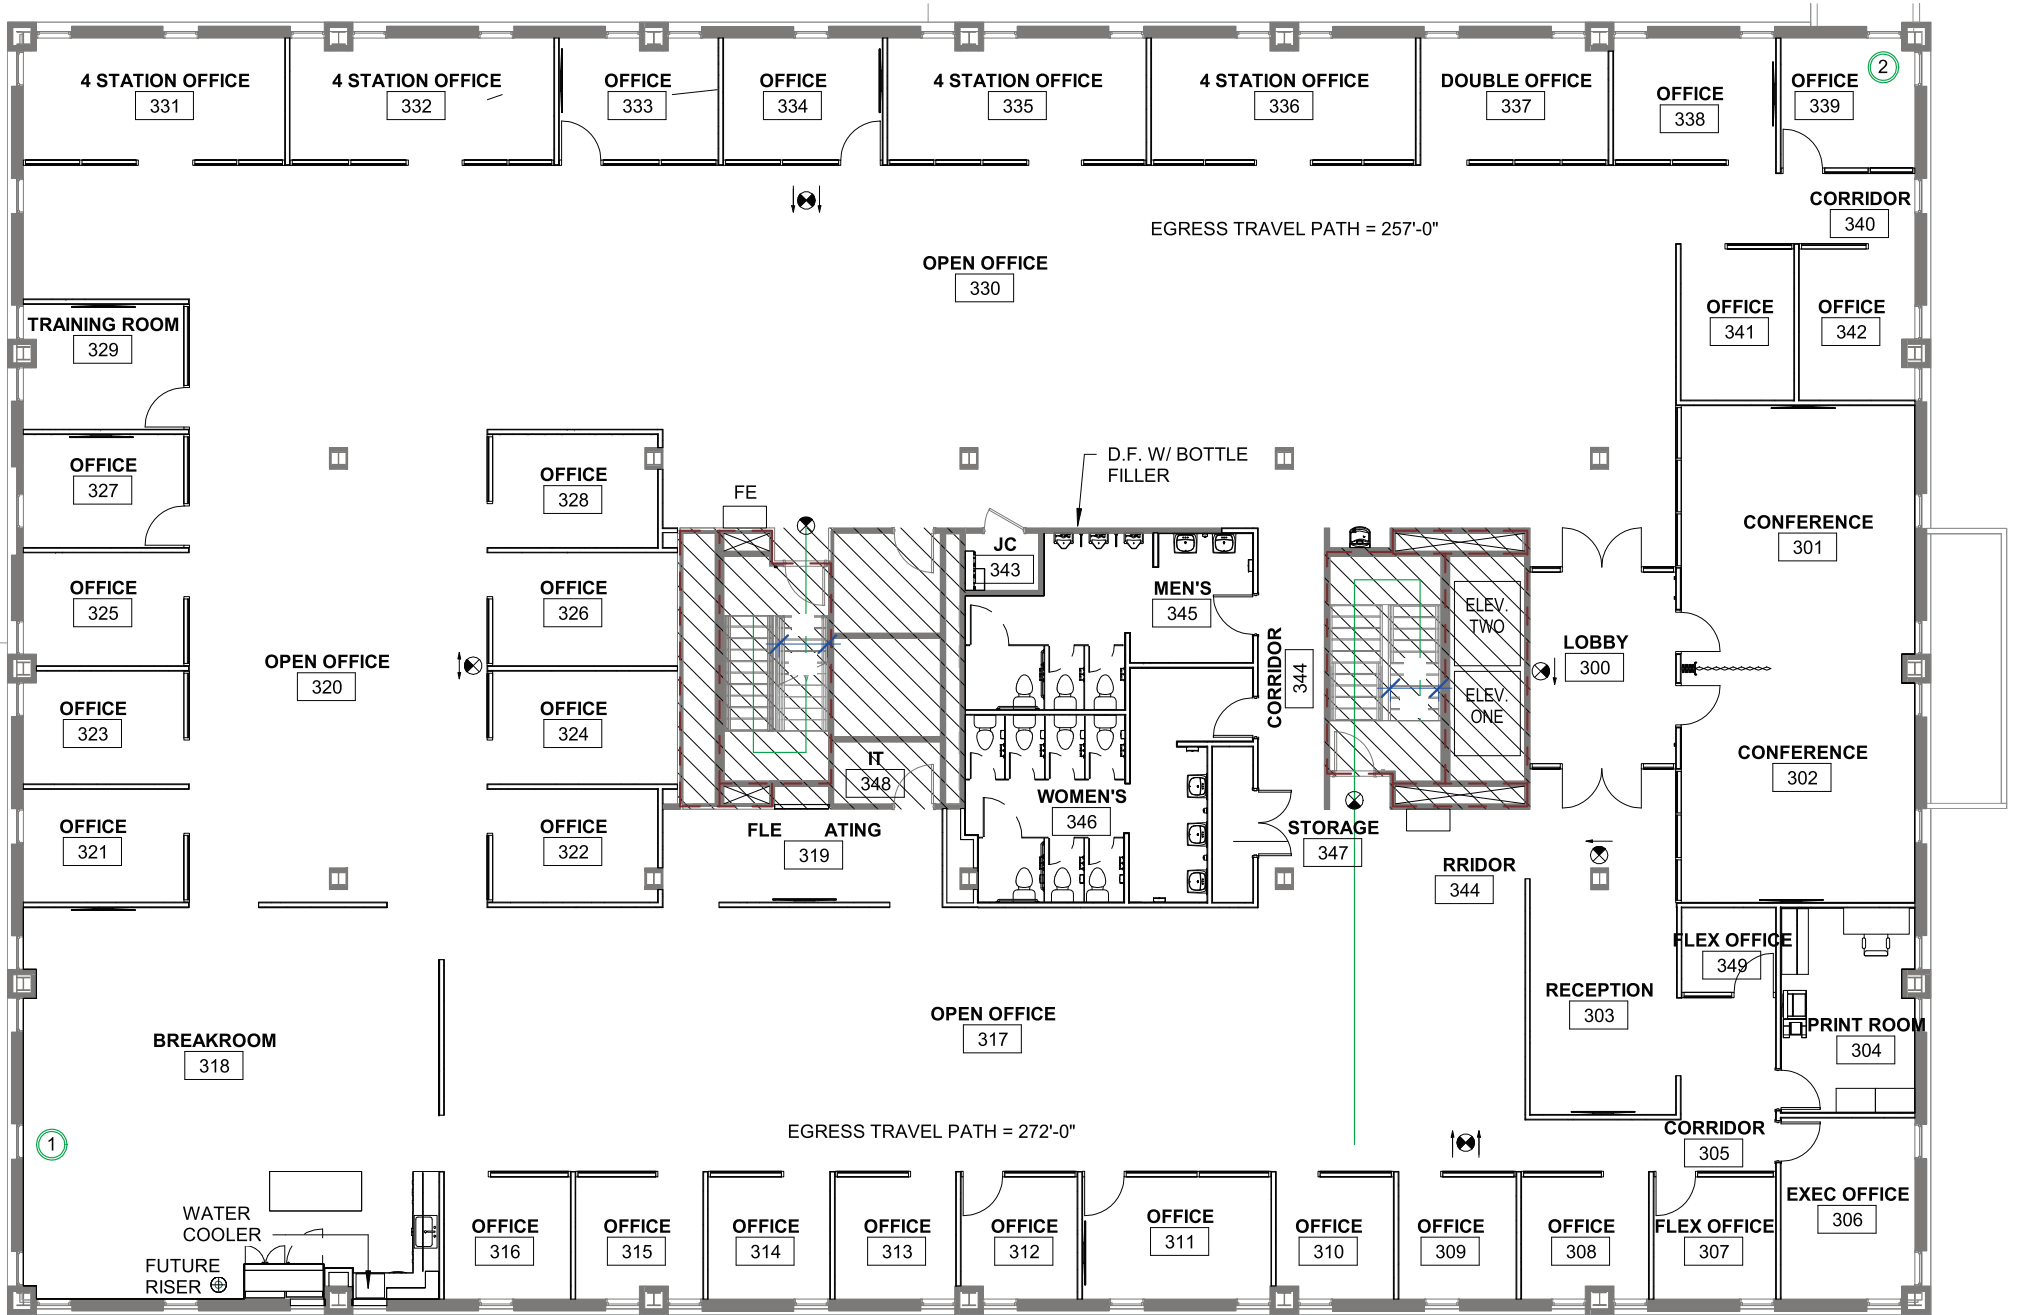 4 STATION OFFICE
331
4 STATION OFFICE
332
OFFICE
333
OFFICE
334
4 STATION OFFICE
335
4 STATION OFFICE
336
DOUBLE OFFICE
337
OFFICE
338
OFFICE
339
2
CORRIDOR
340
EGRESS TRAVEL PATH = 257'-0"
OPEN OFFICE
330
OFFICE
341
OFFICE
342
TRAINING ROOM
329
OFFICE
327
OFFICE
328
D.F. W/ BOTTLE
FILLER
FE
CONFERENCE
301
JC
343
MEN'S
345
OFFICE
325
OFFICE
326
ELEV.
TWO
LOBBY
300
OPEN OFFICE
320
CORRIDOR
344
ELEV.
ONE
OFFICE
323
OFFICE
324
IT
348
CONFERENCE
302
WOMEN'S
346
OFFICE
321
OFFICE
322
FLE ATING
319
STORAGE
347
RRIDOR
344
FLEX OFFICE
349
RECEPTION
303
OPEN OFFICE
317
PRINT ROOM
304
BREAKROOM
318
1
EGRESS TRAVEL PATH = 272'-0"
CORRIDOR
305
EXEC OFFICE
306
WATER
COOLER
FUTURE
RISER
OFFICE
316
OFFICE
315
OFFICE
314
OFFICE
313
OFFICE
312
OFFICE
311
OFFICE
310
OFFICE
309
OFFICE
308
FLEX OFFICE
307